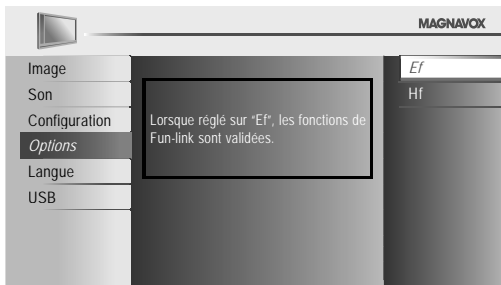 MAGNAVOX
Image
Son
Configuration
Options
Langue
USB
Lorsque réglé sur "Ef", les fonctions de
Fun-link sont validées.
Ef
Hf